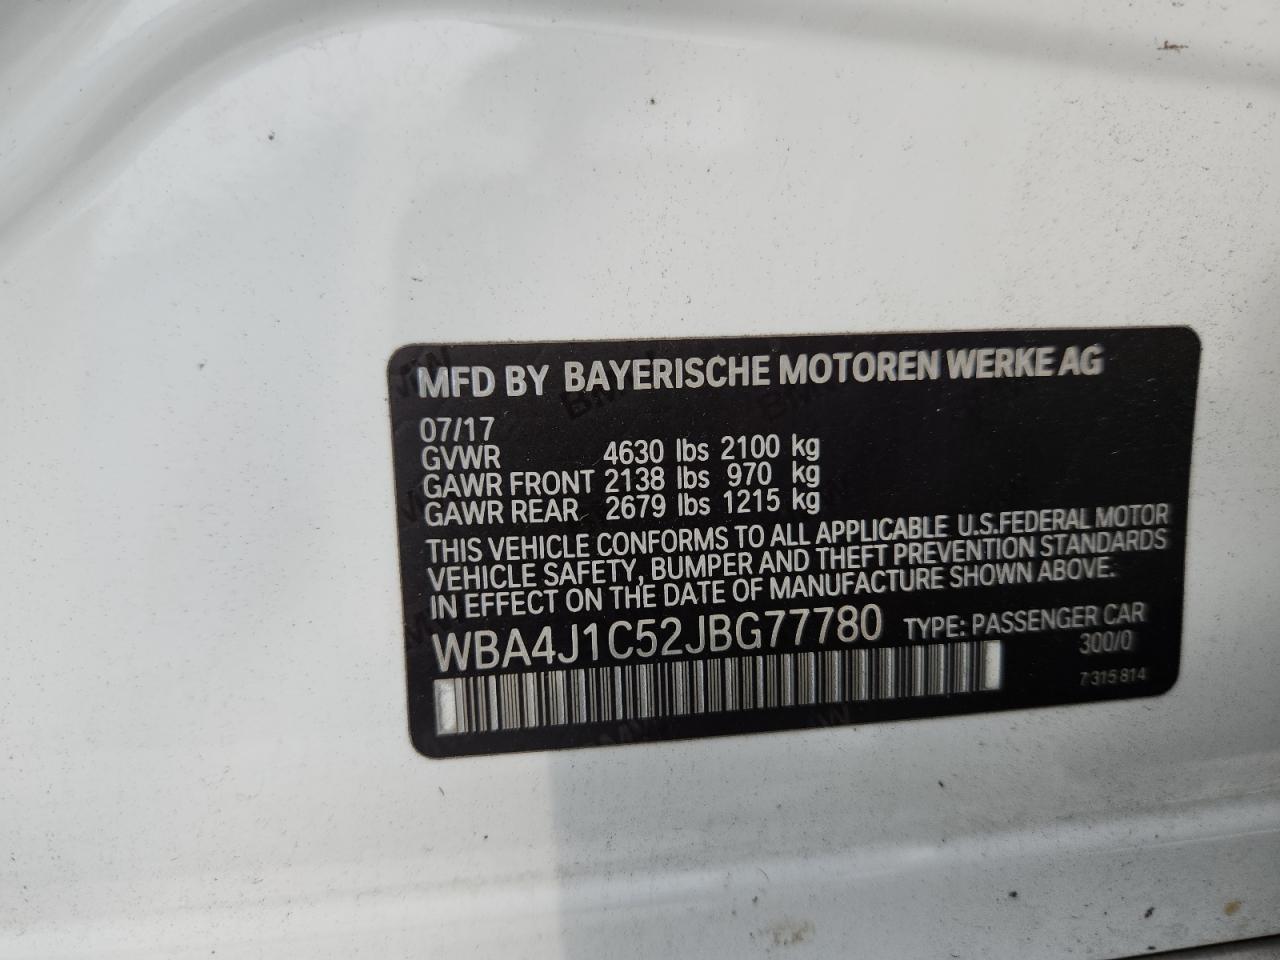 MFD BY BAYERISCHE MOTOREN WERKE AG
07/17
GVWR 4630 lbs 2100 kg
GAWR FRONT 2138 lbs 970 kg
GAWR REAR 2679 lbs 1215 kg
THIS VEHICLE CONFORMS TO ALL APPLICABLE U.S.FEDERAL MOTOR
VEHICLE SAFETY, BUMPER AND THEFT PREVENTION STANDARDS
IN EFFECT ON THE DATE OF MANUFACTURE SHOWN ABOVE.
WBA4J1C52JBG77780 TYPE: PASSENGER CAR
300/0
7 315 814